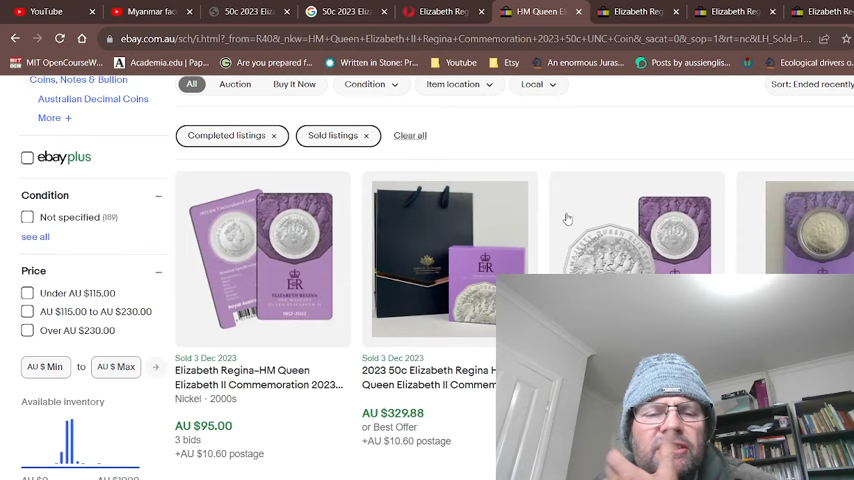 YouTube
Myanmar fac
50c 2023 Eliz
50c 2023 Eliza
Elizabeth Reg
HM Queen El
Elizabeth Reg
Elizabeth Reg
Elizabeth Re
ebay.com.au/sch/i.html?_from=R40&_nkw=HM+Queen+Elizabeth+II+Regina+Commemoration+2023+50c+UNC+Coin&_sacat=0&_sop=1&rt=nc&LH_Sold=1...
MIT OpenCourseW...
Academia.edu | Pap...
Are you prepared f...
Written in Stone: Pr...
Youtube
Etsy
An enormous Juras...
Posts by aussienglis...
Ecological drivers o
Coins, Notes & Bullion
Australian Decimal Coins
More +
All
Auction
Buy It Now
Condition
Item location
Local
Sort: Ended recently
Completed listings ×
Sold listings ×
Clear all
ebayplus
Condition
Not specified (189)
see all
Price
Under AU $115.00
AU $115.00 to AU $230.00
Over AU $230.00
AU $ Min to AU $ Max
Available inventory
ELIZABETH REGINA
Sold 3 Dec 2023
Elizabeth Regina–HM Queen
Elizabeth II Commemoration 2023...
Nickel · 2000s
AU $95.00
3 bids
+AU $10.60 postage
E R
Sold 3 Dec 2023
2023 50c Elizabeth Regina H
Queen Elizabeth II Commem
AU $329.88
or Best Offer
+AU $10.60 postage